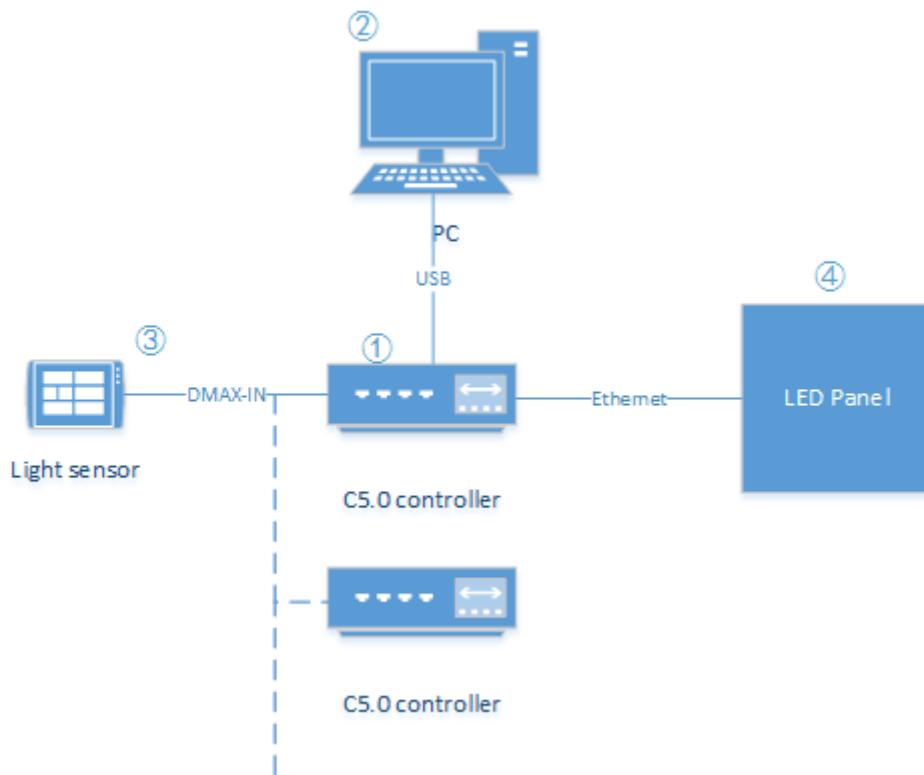 ②
PC
USB
④
③
①
DMAX-IN
Ethernet
LED Panel
Light sensor
C5.0 controller
C5.0 controller